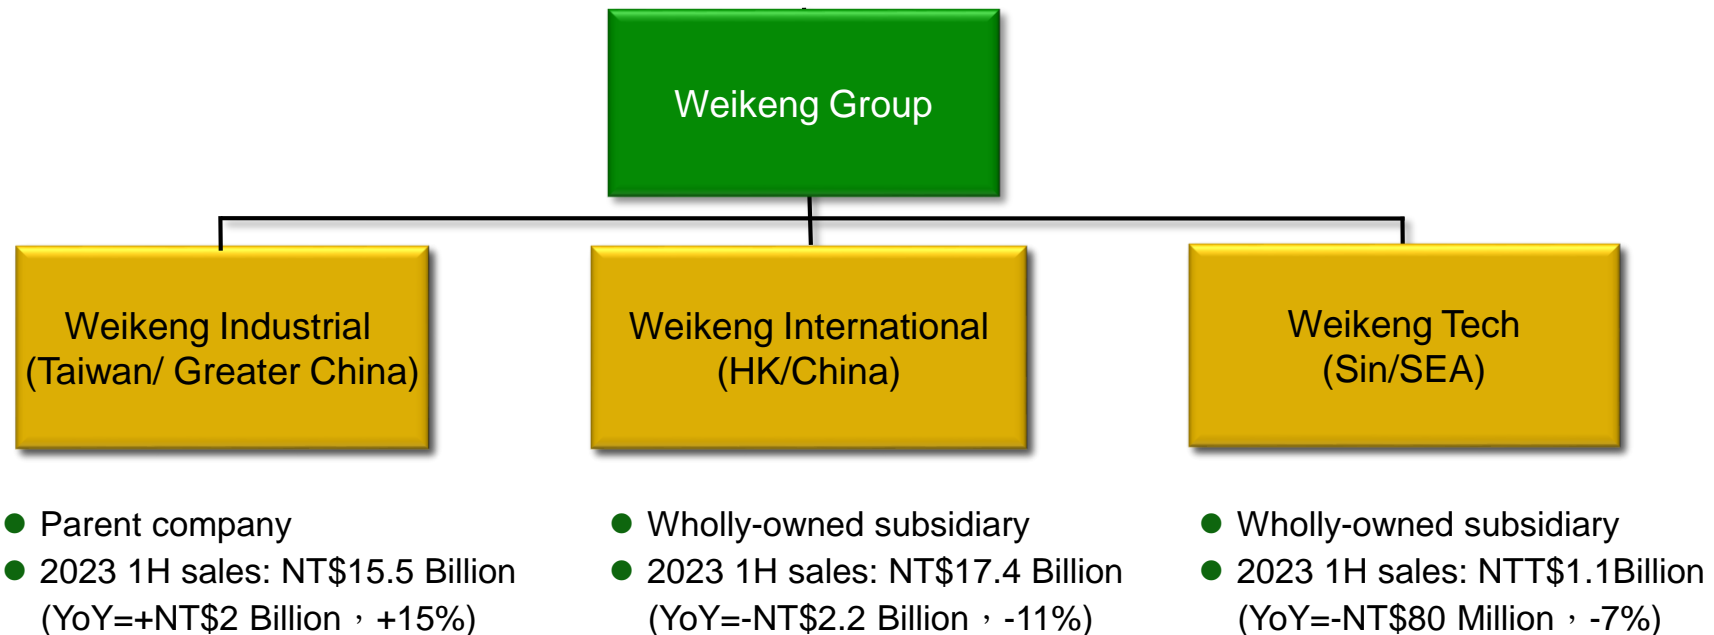 Weikeng Group
Weikeng Industrial
(Taiwan/ Greater China)
Weikeng International
(HK/China)
Weikeng Tech
(Sin/SEA)
● Parent company
● 2023 1H sales: NT$15.5 Billion
(YoY=+NT$2 Billion，+15%)
● Wholly-owned subsidiary
● 2023 1H sales: NT$17.4 Billion
(YoY=-NT$2.2 Billion，-11%)
● Wholly-owned subsidiary
● 2023 1H sales: NTT$1.1Billion
(YoY=-NT$80 Million，-7%)